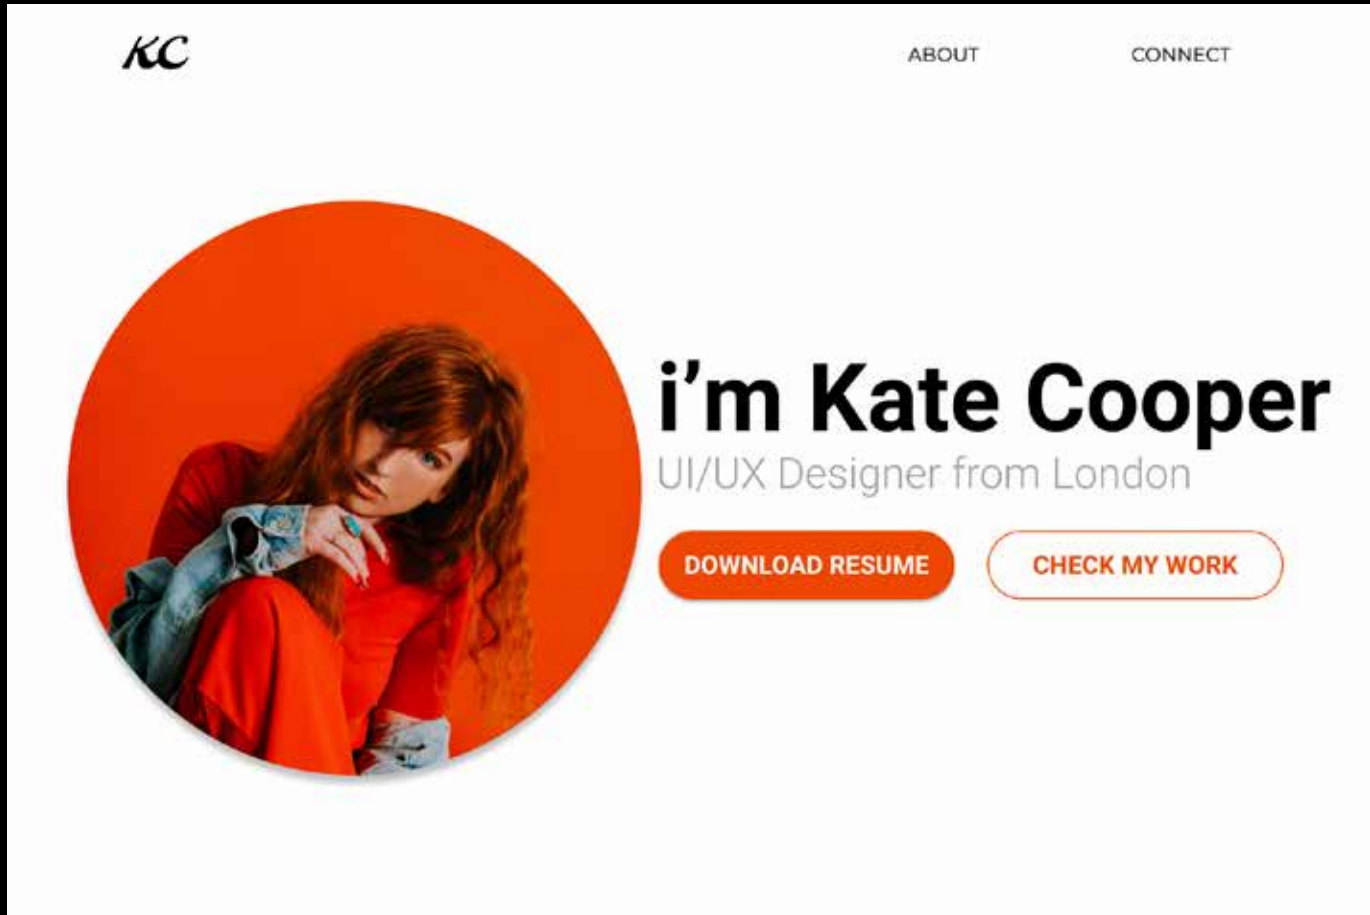 KC
ABOUT
CONNECT
i’m Kate Cooper
UI/UX Designer from London
DOWNLOAD RESUME
CHECK MY WORK